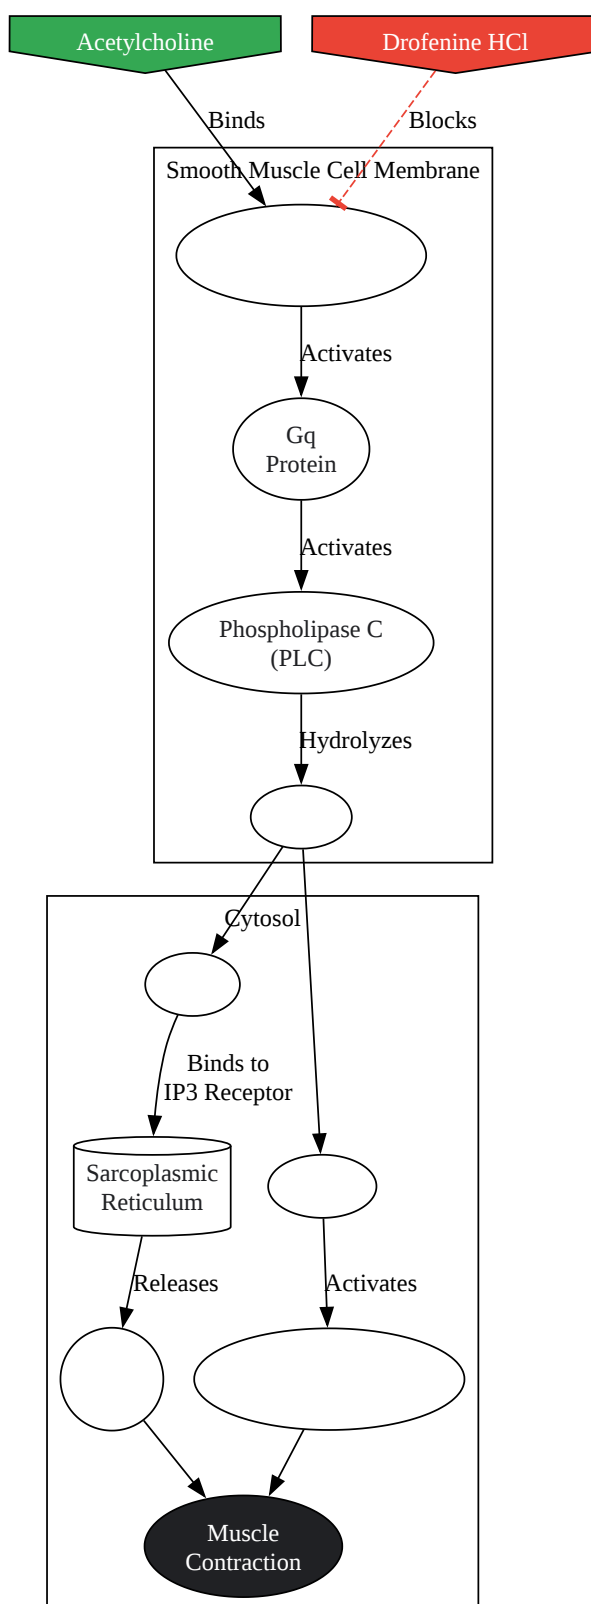 Acetylcholine
Drofenine HCl
Binds
Blocks
Smooth Muscle Cell Membrane
Activates
Gq
Protein
Activates
Phospholipase C
(PLC)
Hydrolyzes
Cytosol
Binds to
IP3 Receptor
Sarcoplasmic
Reticulum
Releases
Activates
Muscle
Contraction